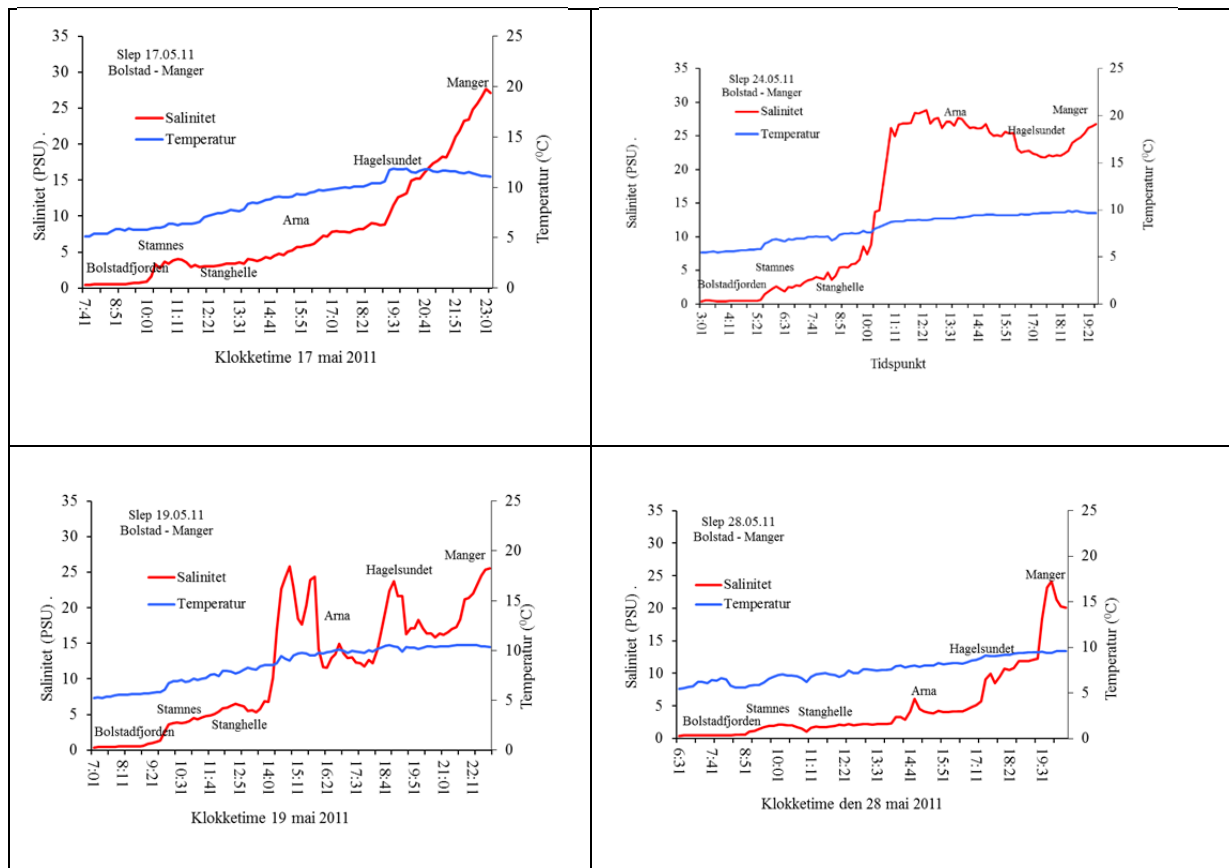 Slep 17.05.11
Bolstad - Manger
Salinitet
Temperatur
Manger
Hagelsundet
Arna
Stamnes
Bolstadfjorden
Stanghelle
Salinitet (PSU) .
Temperatur (⁰C)
35
30
25
20
15
10
5
0
25
20
15
10
5
0
7:41
8:51
10:01
11:11
12:21
13:31
14:41
15:51
17:01
18:11
19:31
20:41
21:51
23:01
Klokketime 17 mai 2011
Slep 24.05.11
Bolstad - Manger
Salinitet
Temperatur
Arna
Manger
Hagelsundet
Stamnes
Bolstadfjorden
Stanghelle
Salinitet (PSU) .
Temperatur (⁰C)
35
30
25
20
15
10
5
0
25
20
15
10
5
0
3:01
4:11
5:21
6:31
7:41
8:51
10:01
11:11
12:21
13:31
14:41
15:51
17:01
18:11
19:21
Tidspunkt
Slep 19.05.11
Bolstad - Manger
Salinitet
Temperatur
Manger
Hagelsundet
Arna
Stamnes
Bolstadfjorden
Stanghelle
Salinitet (PSU) .
Temperatur (⁰C)
35
30
25
20
15
10
5
0
25
20
15
10
5
0
7:01
8:11
9:21
10:31
11:41
12:51
14:01
15:11
16:21
17:31
18:41
19:51
21:01
22:11
Klokketime 19 mai 2011
Slep 28.05.11
Bolstad - Manger
Salinitet
Temperatur
Manger
Hagelsundet
Arna
Stamnes
Bolstadfjorden
Stanghelle
Salinitet (PSU) .
Temperatur (⁰C)
35
30
25
20
15
10
5
0
25
20
15
10
5
0
6:31
7:41
8:51
10:01
11:11
12:21
13:31
14:41
15:51
17:11
18:21
19:31
Klokketime den 28 mai 2011